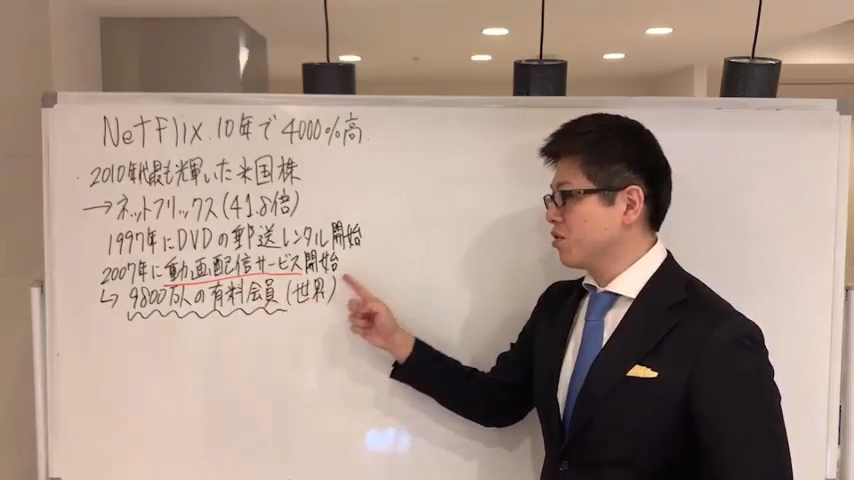 Netflix. 10年で4000%高
2010年代最も光輝いた米国株
→ネットフリックス(41.8倍)
1997年にDVDの郵送レンタル開始
2007年に動画配信サービス開始
↳ 9800万人の有料会員(世界)